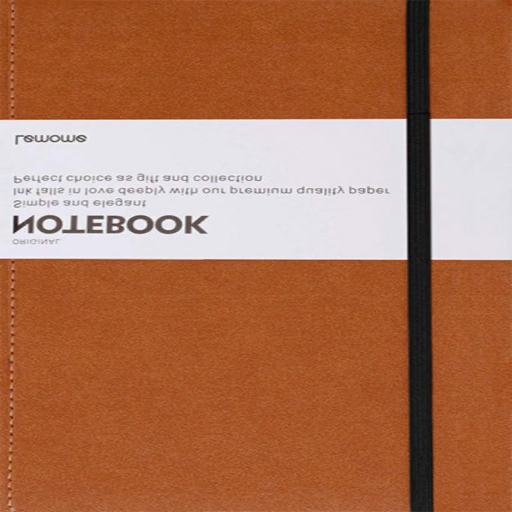 ORIGINAL
NOTEBOOK
Simple and elegant
Ink falls in love deeply with our premium quality paper
Perfect choice as gift and collection
Lemome